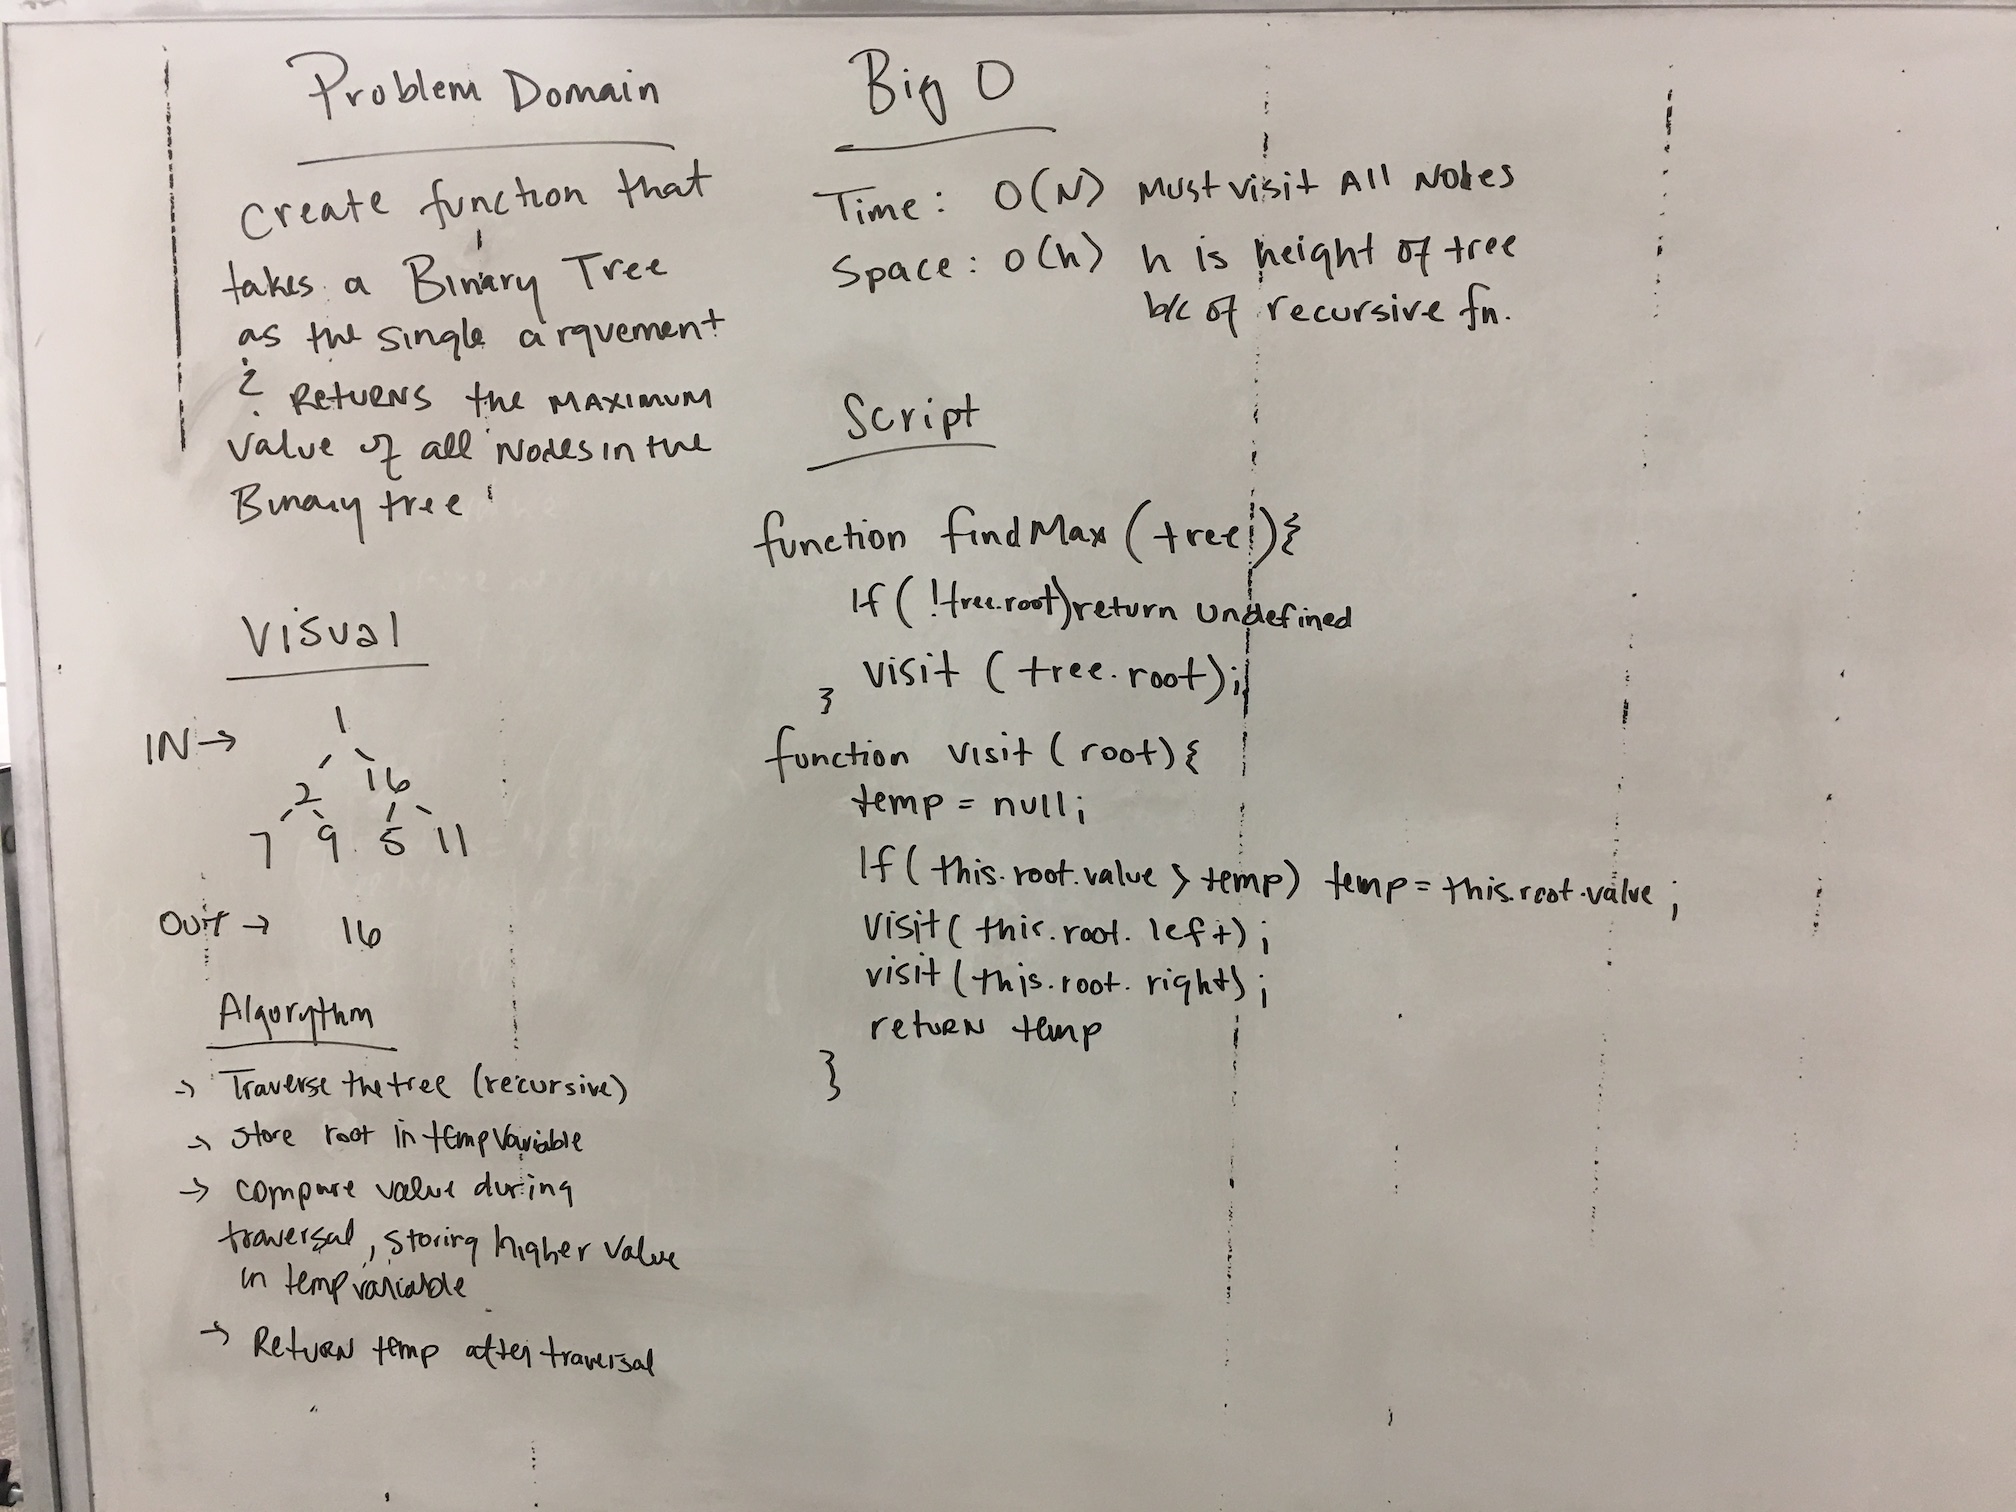 Problem Domain
Create function that
takes a Binary Tree
as the single arguement
& Returns the MAXIMUM
value of all Nodes in the
Binary tree
Visual
IN →
1
2 16
7 9 5 11
OUT → 16
Algorythm
→ Traverse the tree (recursive)
→ Store root in temp variable
→ compare value during
traversal, storing higher value
in temp variable
→ Return temp after traversal
Big O
Time: O(N) Must visit All Nodes
Space: O(h) h is height of tree
b/c of recursive fn.
Script
function findMax (tree){
If ( !tree.root) return undefined
visit (tree.root);
}
function visit (root){
temp = null;
If (this.root.value > temp) temp = this.root.value;
visit( this.root.left);
visit (this.root.right);
return temp
}